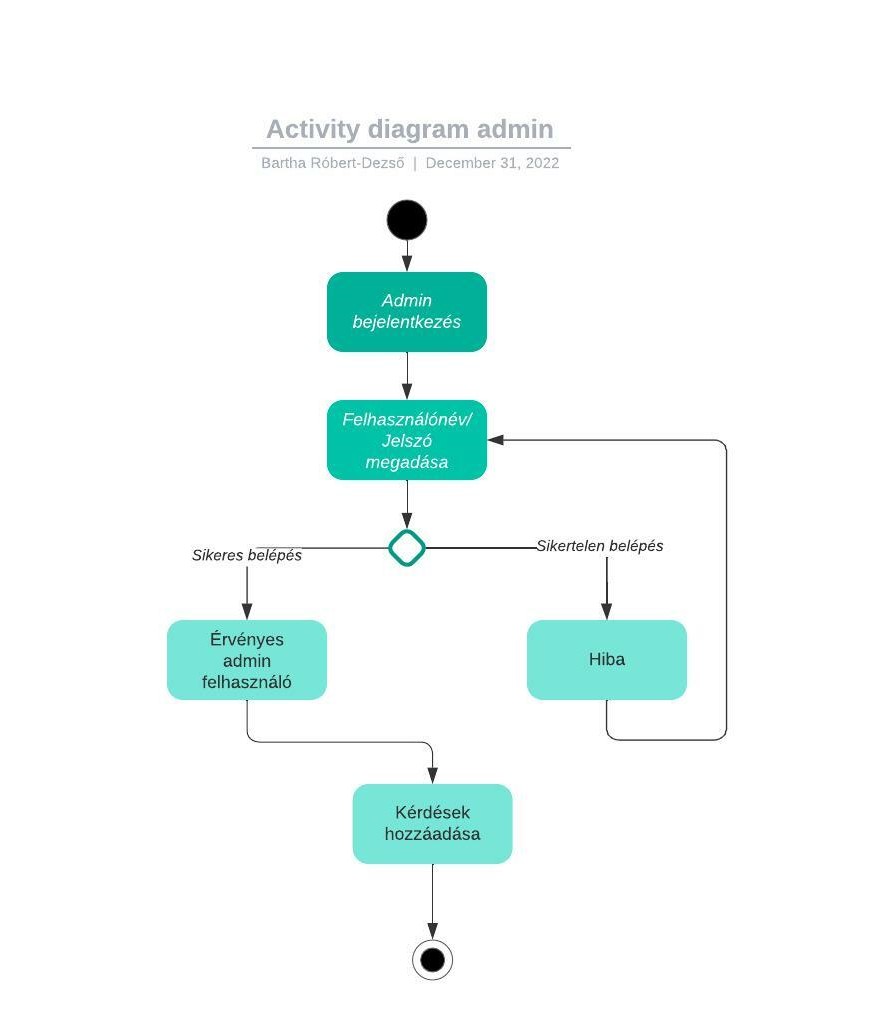 Activity diagram admin
Bartha Róbert-Dezső | December 31, 2022
Admin
bejelentkezés
Felhasználónév/
Jelszó
megadása
Sikeres belépés
Sikertelen belépés
Érvényes
admin
felhasználó
Hiba
Kérdések
hozzáadása